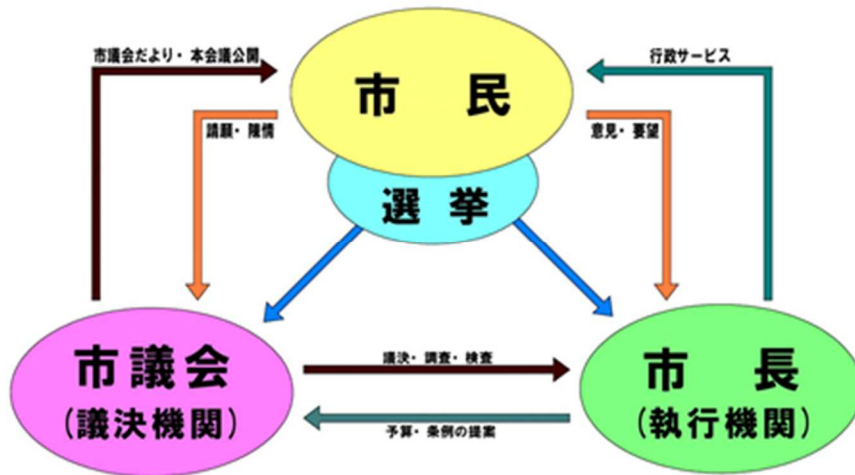 市議会だより・本会議公開
行政サービス
市　民
請願・陳情
意見・要望
選 挙
市議会
(議決機関)
議決・調査・検査
市　長
(執行機関)
予算・条例の提案